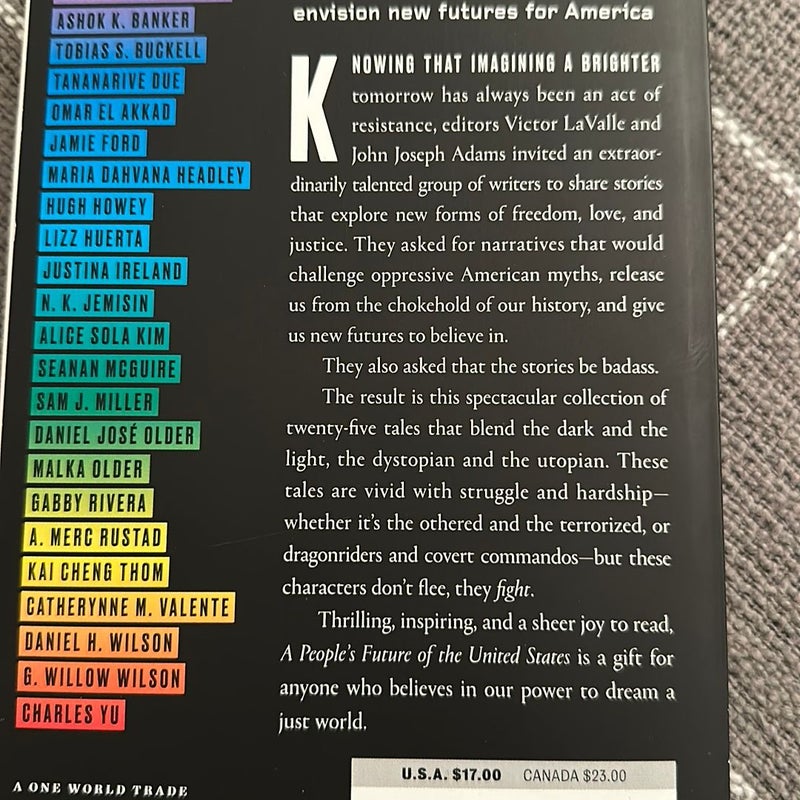 ASHOK K. BANKER
TOBIAS S. BUCKELL
TANANARIVE DUE
OMAR EL AKKAD
JAMIE FORD
MARIA DAHVANA HEADLEY
HUGH HOWEY
LIZZ HUERTA
JUSTINA IRELAND
N. K. JEMISIN
ALICE SOLA KIM
SEANAN MCGUIRE
SAM J. MILLER
DANIEL JOSÉ OLDER
MALKA OLDER
GABBY RIVERA
A. MERC RUSTAD
KAI CHENG THOM
CATHERYNNE M. VALENTE
DANIEL H. WILSON
G. WILLOW WILSON
CHARLES YU
A ONE WORLD TRADE
envision new futures for America
KNOWING THAT IMAGINING A BRIGHTER
tomorrow has always been an act of
resistance, editors Victor LaValle and
John Joseph Adams invited an extraor-
dinarily talented group of writers to share stories
that explore new forms of freedom, love, and
justice. They asked for narratives that would
challenge oppressive American myths, release
us from the chokehold of our history, and give
us new futures to believe in.
They also asked that the stories be badass.
The result is this spectacular collection of
twenty-five tales that blend the dark and the
light, the dystopian and the utopian. These
tales are vivid with struggle and hardship—
whether it's the othered and the terrorized, or
dragonriders and covert commandos—but these
characters don't flee, they fight.
Thrilling, inspiring, and a sheer joy to read,
A People's Future of the United States is a gift for
anyone who believes in our power to dream a
just world.
U.S.A. $17.00 CANADA $23.00